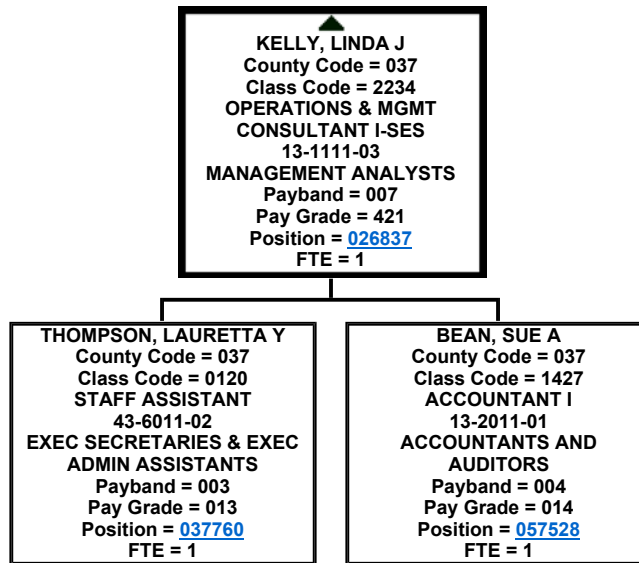 KELLY, LINDA J
County Code = 037
Class Code = 2234
OPERATIONS & MGMT
CONSULTANT I-SES
13-1111-03
MANAGEMENT ANALYSTS
Payband = 007
Pay Grade = 421
Position = 026837
FTE = 1
THOMPSON, LAURETTA Y
County Code = 037
Class Code = 0120
STAFF ASSISTANT
43-6011-02
EXEC SECRETARIES & EXEC
ADMIN ASSISTANTS
Payband = 003
Pay Grade = 013
Position = 037760
FTE = 1
BEAN, SUE A
County Code = 037
Class Code = 1427
ACCOUNTANT I
13-2011-01
ACCOUNTANTS AND
AUDITORS
Payband = 004
Pay Grade = 014
Position = 057528
FTE = 1